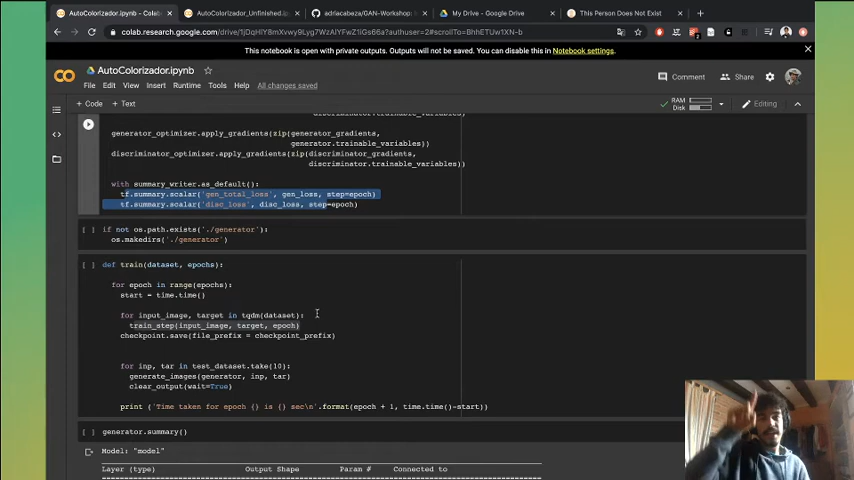 AutoColorizador.ipynb - Colab
AutoColorizador_Unfinished.ip
adriacabeza/GAN-Workshop:
My Drive - Google Drive
This Person Does Not Exist
This notebook is open with private outputs. Outputs will not be saved. You can disable this in Notebook settings.
AutoColorizador.ipynb
File Edit View Insert Runtime Tools Help All changes saved
Comment Share
+ Code + Text
RAM
Disk
Editing
discriminator.trainable_variables)
generator_optimizer.apply_gradients(zip(generator_gradients,
generator.trainable_variables))
discriminator_optimizer.apply_gradients(zip(discriminator_gradients,
discriminator.trainable_variables))
with summary_writer.as_default():
tf.summary.scalar('gen_total_loss', gen_loss, step=epoch)
tf.summary.scalar('disc_loss', disc_loss, step=epoch)
[ ] if not os.path.exists('./generator'):
os.makedirs('./generator')
[ ] def train(dataset, epochs):
for epoch in range(epochs):
start = time.time()
for input_image, target in tqdm(dataset):
train_step(input_image, target, epoch)
checkpoint.save(file_prefix = checkpoint_prefix)
for inp, tar in test_dataset.take(10):
generate_images(generator, inp, tar)
clear_output(wait=True)
print ('Time taken for epoch {} is {} sec\n'.format(epoch + 1, time.time()-start))
[ ] generator.summary()
Model: "model"
Layer (type) Output Shape Param # Connected to